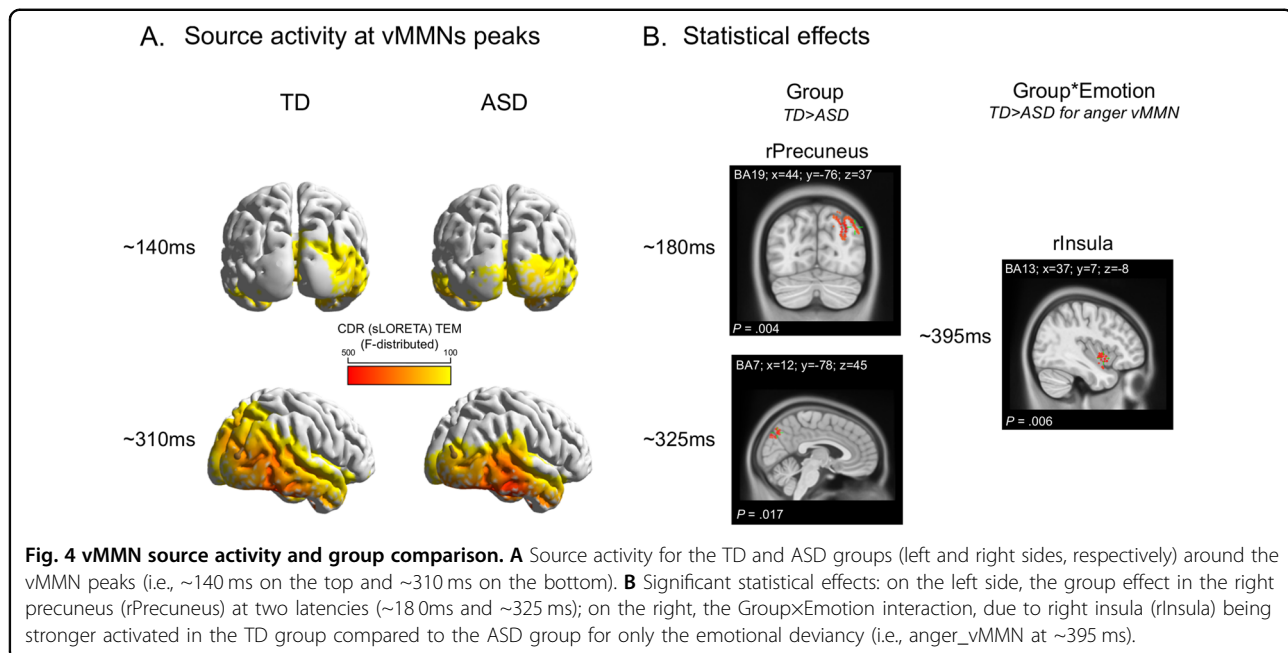 A. Source activity at vMMNs peaks
TD
ASD
~140ms
CDR (sLORETA) TEM
(F-distributed)
500
100
~310ms
B. Statistical effects
Group
TD>ASD
Group*Emotion
TD>ASD for anger vMMN
rPrecuneus
BA19; x=44; y=-76; z=37
~180ms
P = .004
BA7; x=12; y=-78; z=45
~325ms
P = .017
rInsula
BA13; x=37; y=7; z=-8
~395ms
P = .006
Fig. 4 vMMN source activity and group comparison. A Source activity for the TD and ASD groups (left and right sides, respectively) around the
vMMN peaks (i.e., ~140 ms on the top and ~310 ms on the bottom). B Significant statistical effects: on the left side, the group effect in the right
precuneus (rPrecuneus) at two latencies (~18 0ms and ~325 ms); on the right, the Group×Emotion interaction, due to right insula (rInsula) being
stronger activated in the TD group compared to the ASD group for only the emotional deviancy (i.e., anger_vMMN at ~395 ms).